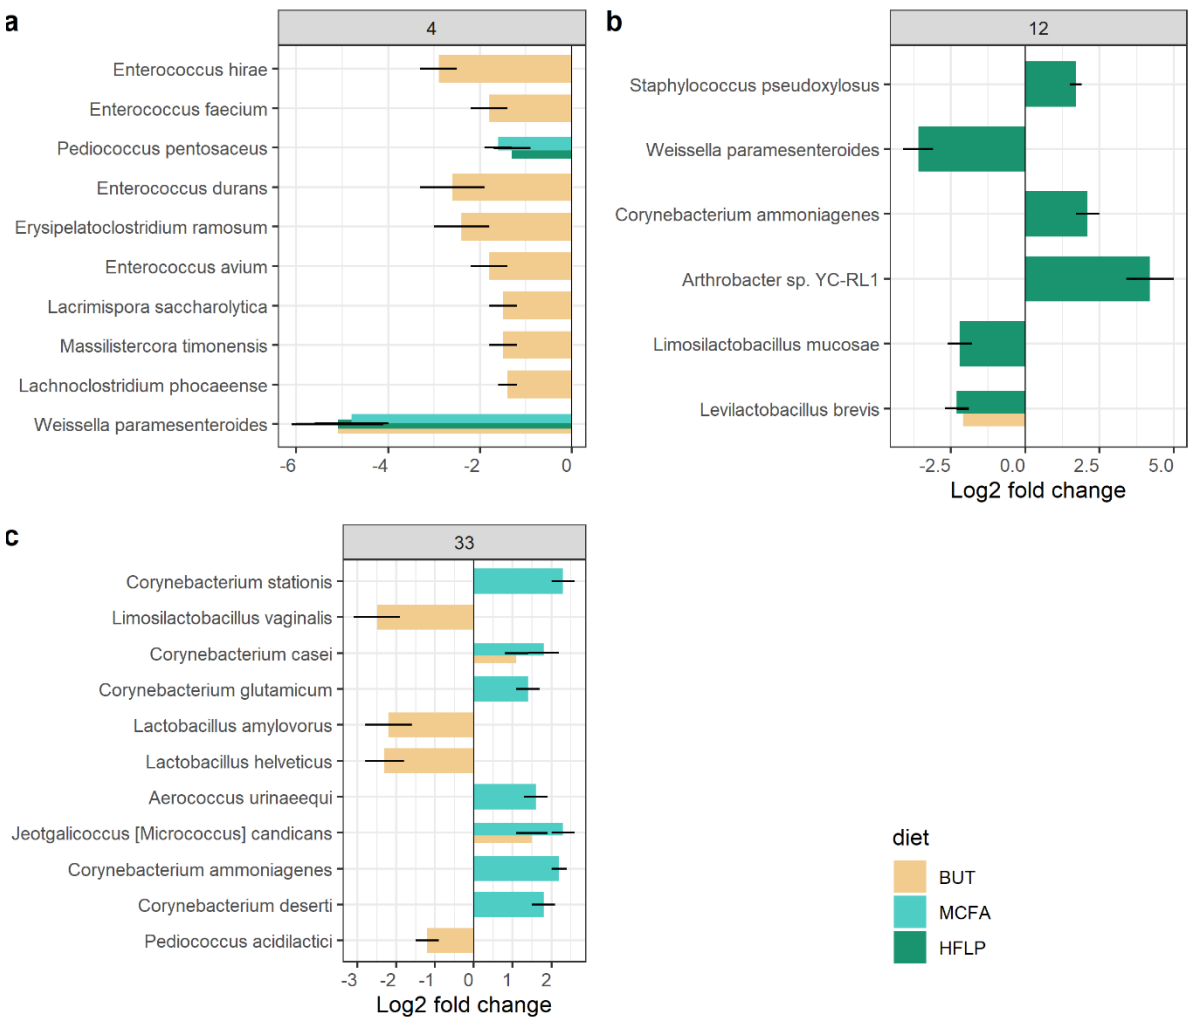 a
4
Enterococcus hirae
Enterococcus faecium
Pediococcus pentosaceus
Enterococcus durans
Erysipelatoclostridium ramosum
Enterococcus avium
Lacrimispora saccharolytica
Massilistercora timonensis
Lachnoclostridium phocaeense
Weissella paramesenteroides
-6 -4 -2 0
b
12
Staphylococcus pseudoxylosus
Weissella paramesenteroides
Corynebacterium ammoniagenes
Arthrobacter sp. YC-RL1
Limosilactobacillus mucosae
Levilactobacillus brevis
-2.5 0.0 2.5 5.0
Log2 fold change
c
33
Corynebacterium stationis
Limosilactobacillus vaginalis
Corynebacterium casei
Corynebacterium glutamicum
Lactobacillus amylovorus
Lactobacillus helveticus
Aerococcus urinaeequi
Jeotgalicoccus [Micrococcus] candicans
Corynebacterium ammoniagenes
Corynebacterium deserti
Pediococcus acidilactici
-3 -2 -1 0 1 2
Log2 fold change
diet
BUT
MCFA
HFLP